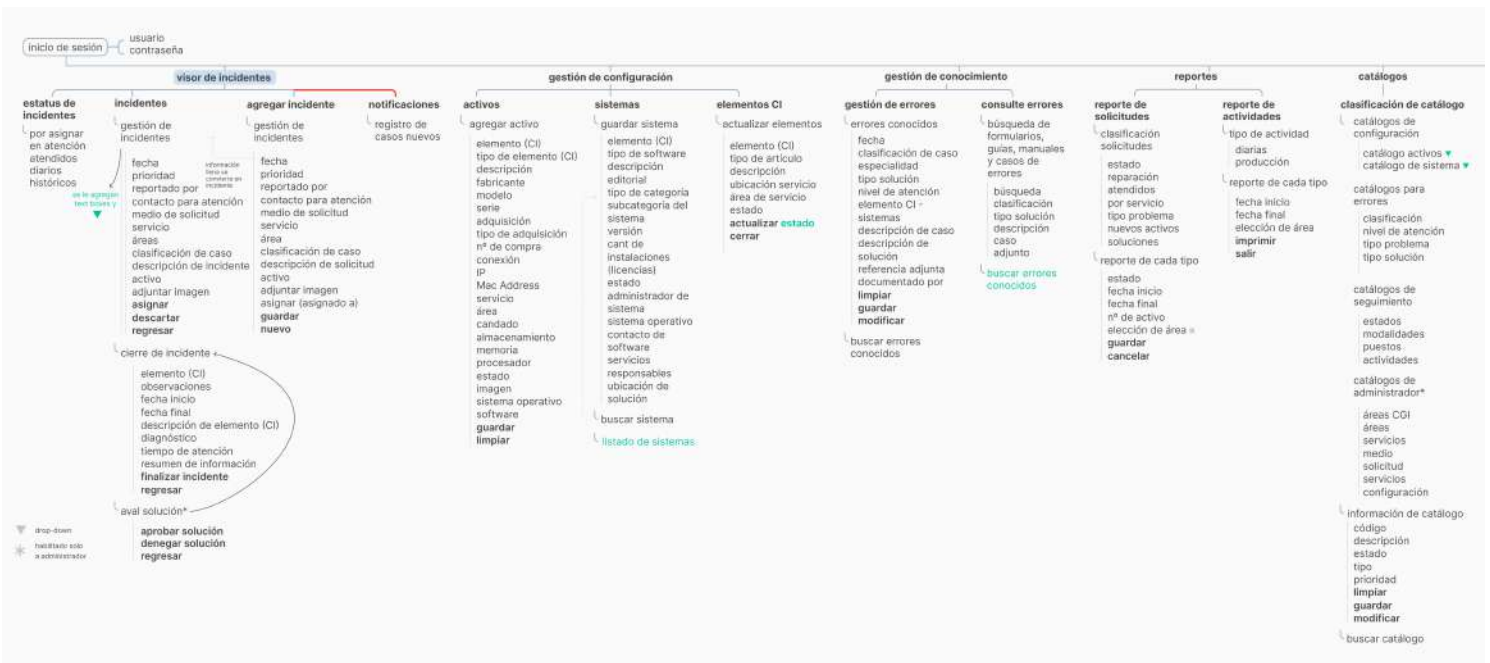 inicio de sesión
usuario
contraseña
visor de incidentes
gestión de configuración
gestión de conocimiento
reportes
catálogos
estatus de
incidentes
por asignar
en atención
atendidos
diarios
históricos
se le agregan
text boxes y
incidentes
gestión de
incidentes
fecha
prioridad
reportado por
contacto para atención
medio de solicitud
servicio
áreas
clasificación de caso
descripción de incidente
activo
adjuntar imagen
asignar
descartar
regresar
cierre de incidente
elemento (CI)
observaciones
fecha inicio
fecha final
descripción de elemento (CI)
diagnóstico
tiempo de atención
resumen de información
finalizar incidente
regresar
aval solución*
aprobar solución
denegar solución
regresar
información
convierte en
incidente
agregar incidente
gestión de
incidentes
fecha
prioridad
reportado por
contacto para atención
medio de solicitud
servicio
área
clasificación de caso
descripción de solicitud
activo
adjuntar imagen
asignar (asignado a)
guardar
nuevo
notificaciones
registro de
casos nuevos
activos
agregar activo
elemento (CI)
tipo de elemento (CI)
descripción
fabricante
modelo
serie
adquisición
tipo de adquisición
nº de compra
conexión
IP
Mac Address
servicio
área
candado
almacenamiento
memoria
procesador
estado
imagen
sistema operativo
software
guardar
limpiar
sistemas
guardar sistema
elemento (CI)
tipo de software
descripción
editorial
tipo de categoría
subcategoría del
sistema
versión
cant de
instalaciones
(licencias)
estado
administrador de
sistema
sistema operativo
contacto de
software
servicios
responsables
ubicación de
solución
buscar sistema
listado de sistemas
elementos CI
actualizar elementos
elemento (CI)
tipo de artículo
descripción
ubicación servicio
área de servicio
estado
actualizar estado
cerrar
gestión de errores
errores conocidos
fecha
clasificación de caso
especialidad
tipo solución
nivel de atención
elemento CI -
sistemas
descripción de caso
descripción de
solución
referencia adjunta
documentado por
limpiar
guardar
modificar
buscar errores
conocidos
consulte errores
búsqueda de
formularios,
guías, manuales
y casos de
errores
búsqueda
clasificación
tipo solución
descripción
caso
adjunto
buscar errores
conocidos
reporte de
solicitudes
clasificación
solicitudes
estado
reparación
atendidos
por servicio
tipo problema
nuevos activos
soluciones
reporte de cada tipo
estado
fecha inicio
fecha final
nº de activo
elección de área
guardar
cancelar
reporte de
actividades
tipo de actividad
diarias
producción
reporte de cada tipo
fecha inicio
fecha final
elección de área
imprimir
salir
clasificación de catálogo
catálogos de
configuración
catálogo activos ▼
catálogo de sistema ▼
catálogos para
errores
clasificación
nivel de atención
tipo problema
tipo solución
catálogos de
seguimiento
estados
modalidades
puestos
actividades
catálogos de
administrador*
áreas CGI
áreas
servicios
medio
solicitud
servicios
configuración
información de catálogo
código
descripción
estado
tipo
prioridad
limpiar
guardar
modificar
buscar catálogo
▼ drop-down
* habilitado solo
a administrador